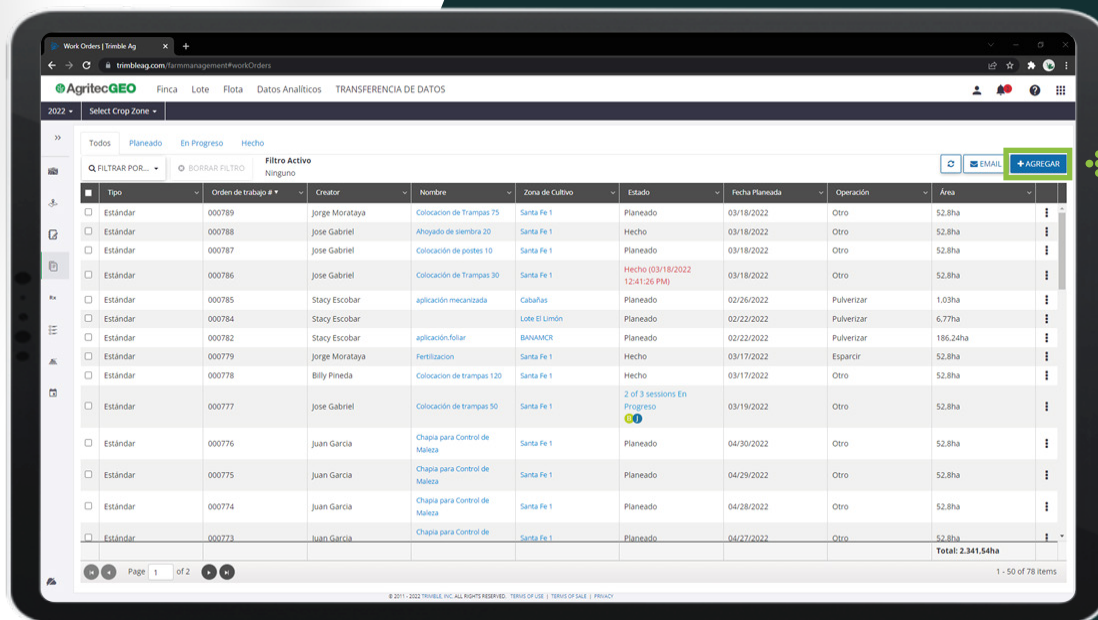 Work Orders | Trimble Ag
trimbleag.com/farmmanagement#workOrders
AgritecGEO Finca Lote Flota Datos Analíticos TRANSFERENCIA DE DATOS
2022 Select Crop Zone
Todos Planeado En Progreso Hecho
FILTRAR POR... BORRAR FILTRO Filtro Activo
Ninguno
EMAIL + AGREGAR
Tipo Orden de trabajo # Creator Nombre Zona de Cultivo Estado Fecha Planeada Operación Área
Estándar 000789 Jorge Morataya Colocacion de Trampas 75 Santa Fe 1 Planeado 03/18/2022 Otro 52,8ha
Estándar 000788 Jose Gabriel Ahoyado de siembra 20 Santa Fe 1 Hecho 03/18/2022 Otro 52,8ha
Estándar 000787 Jose Gabriel Colocación de postes 10 Santa Fe 1 Planeado 03/18/2022 Otro 52,8ha
Estándar 000786 Jose Gabriel Colocación de Trampas 30 Santa Fe 1 Hecho (03/18/2022 03/18/2022 Otro 52,8ha
12:41:26 PM)
Estándar 000785 Stacy Escobar aplicación mecanizada Cabañas Planeado 02/26/2022 Pulverizar 1,03ha
Estándar 000784 Stacy Escobar Lote El Limón Planeado 02/22/2022 Pulverizar 6,77ha
Estándar 000782 Stacy Escobar aplicación.foliar BANAMCR Planeado 02/22/2022 Pulverizar 186,24ha
Estándar 000779 Jorge Morataya Fertilizacion Santa Fe 1 Hecho 03/17/2022 Esparcir 52,8ha
Estándar 000778 Billy Pineda Colocacion de trampas 120 Santa Fe 1 Hecho 03/17/2022 Otro 52,8ha
2 of 3 sessions En
Estándar 000777 Jose Gabriel Colocación de trampas 50 Santa Fe 1 Progreso 03/19/2022 Otro 52,8ha
Chapia para Control de
Estándar 000776 Juan Garcia Maleza Santa Fe 1 Planeado 04/30/2022 Otro 52,8ha
Chapia para Control de
Estándar 000775 Juan Garcia Maleza Santa Fe 1 Planeado 04/29/2022 Otro 52,8ha
Chapia para Control de
Estándar 000774 Juan Garcia Maleza Santa Fe 1 Planeado 04/28/2022 Otro 52,8ha
Chapia para Control de
Estándar 000773 Juan Garcia Santa Fe 1 Planeado 04/27/2022 Otro 52,8ha
Total: 2.341,54ha
Page 1 of 2 1 - 50 of 78 items
© 2011 - 2022 TRIMBLE, INC. ALL RIGHTS RESERVED. TERMS OF USE | TERMS OF SALE | PRIVACY